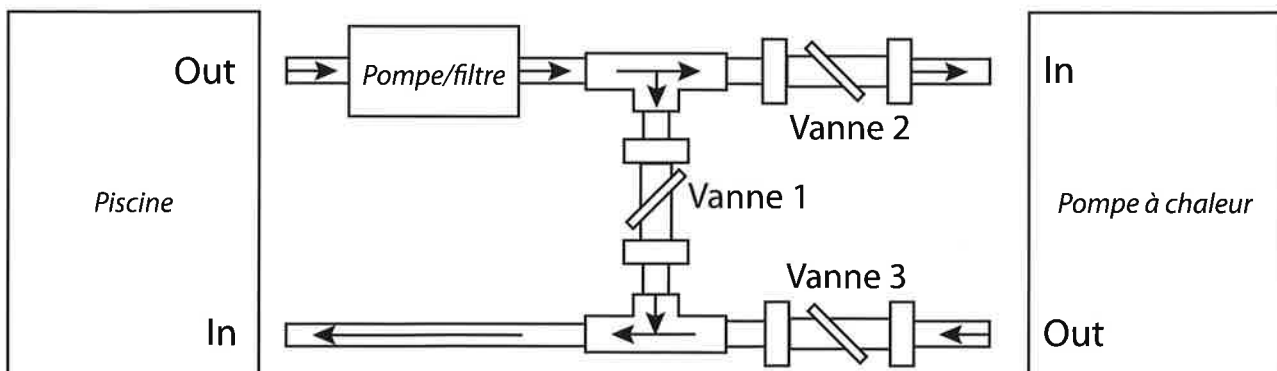 Out
Pompe/filtre
In
Vanne 2
Piscine
Vanne 1
Pompe à chaleur
Vanne 3
In
Out